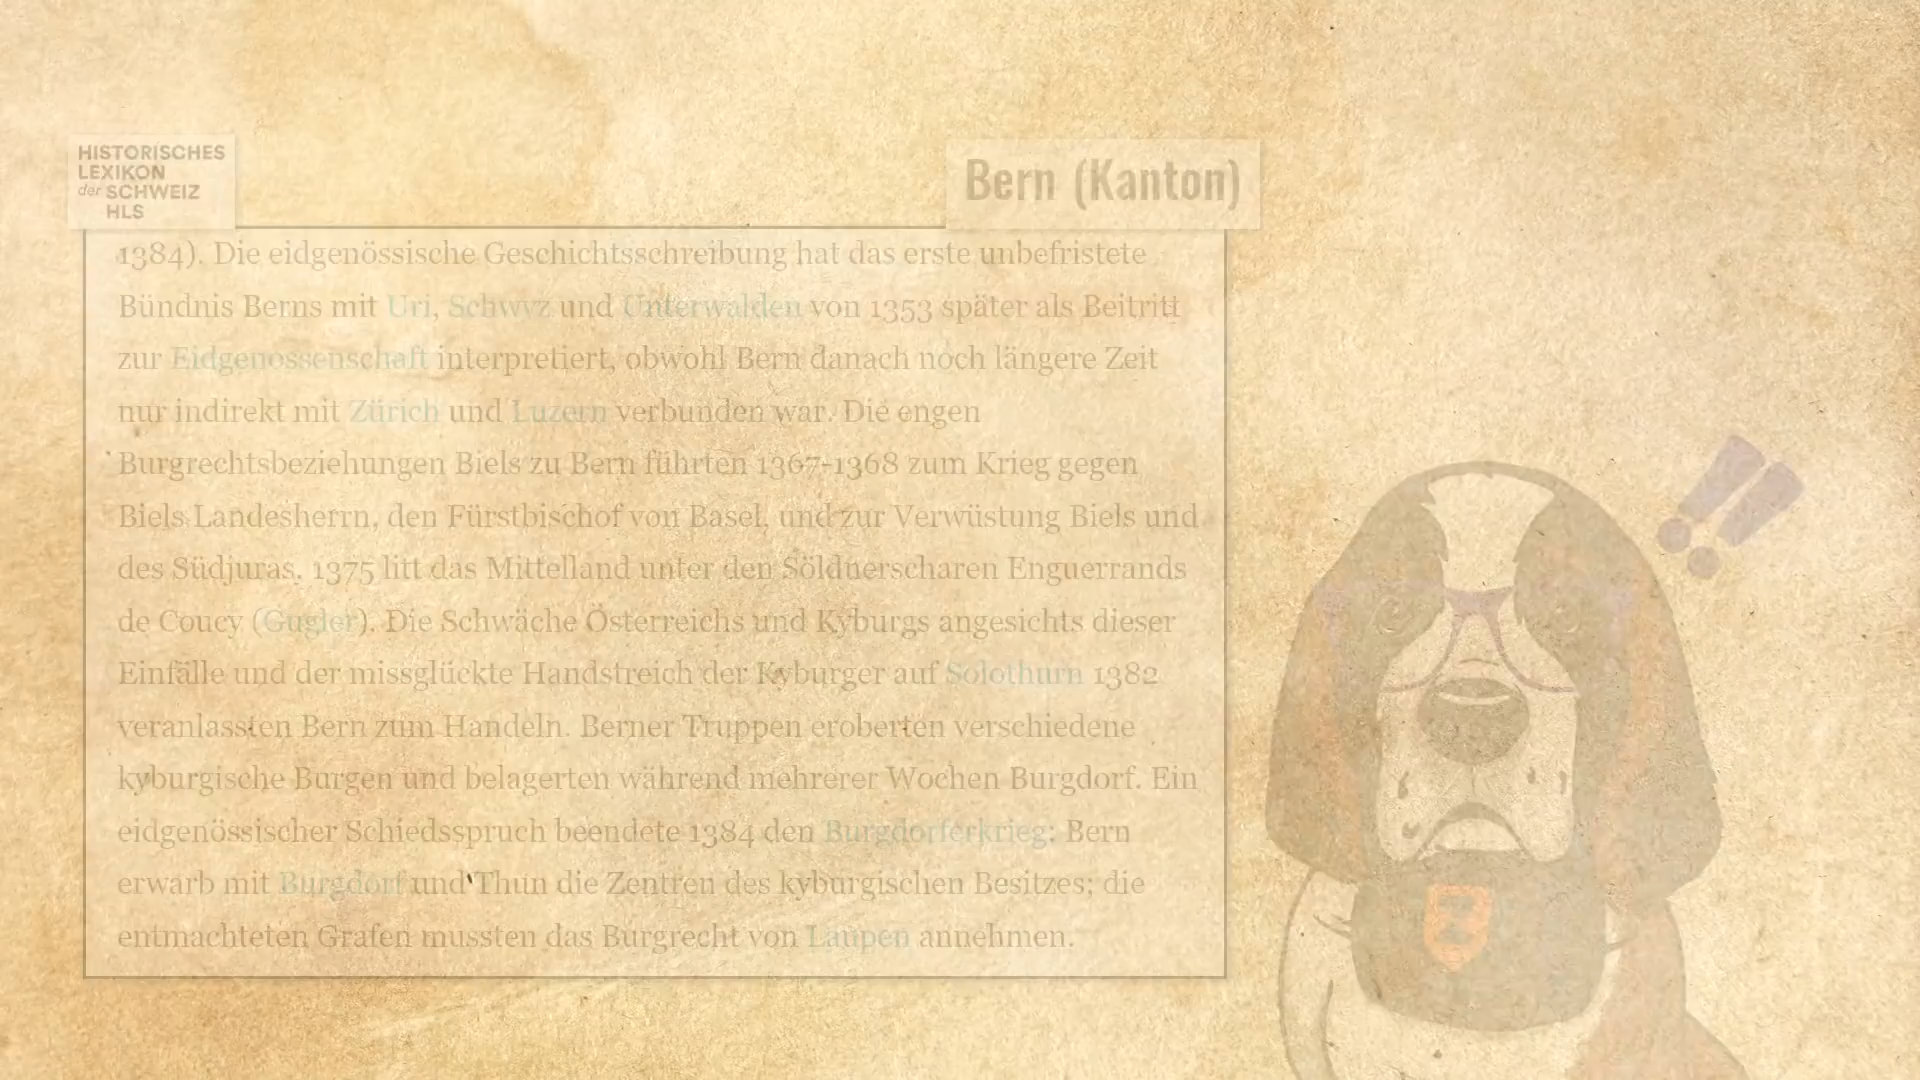 HISTORISCHES
LEXIKON
der SCHWEIZ
HLS
Bern (Kanton)
1384). Die eidgenössische Geschichtsschreibung hat das erste unbefristete
Bündnis Berns mit Uri, Schwyz und Unterwalden von 1353 später als Beitritt
zur Eidgenossenschaft interpretiert, obwohl Bern danach noch längere Zeit
nur indirekt mit Zürich und Luzern verbunden war. Die engen
Burgrechtsbeziehungen Biels zu Bern führten 1367-1368 zum Krieg gegen
Biels Landesherrn, den Fürstbischof von Basel, und zur Verwüstung Biels und
des Südjuras. 1375 litt das Mittelland unter den Söldnerscharen Enguerrands
de Coucy (Gugler). Die Schwäche Österreichs und Kyburgs angesichts dieser
Einfälle und der missglückte Handstreich der Kyburger auf Solothurn 1382
veranlassten Bern zum Handeln. Berner Truppen eroberten verschiedene
kyburgische Burgen und belagerten während mehrerer Wochen Burgdorf. Ein
eidgenössischer Schiedsspruch beendete 1384 den Burgdorferkrieg: Bern
erwarb mit Burgdorf und Thun die Zentren des kyburgischen Besitzes; die
entmachteten Grafen mussten das Burgrecht von Laupen annehmen.
!!